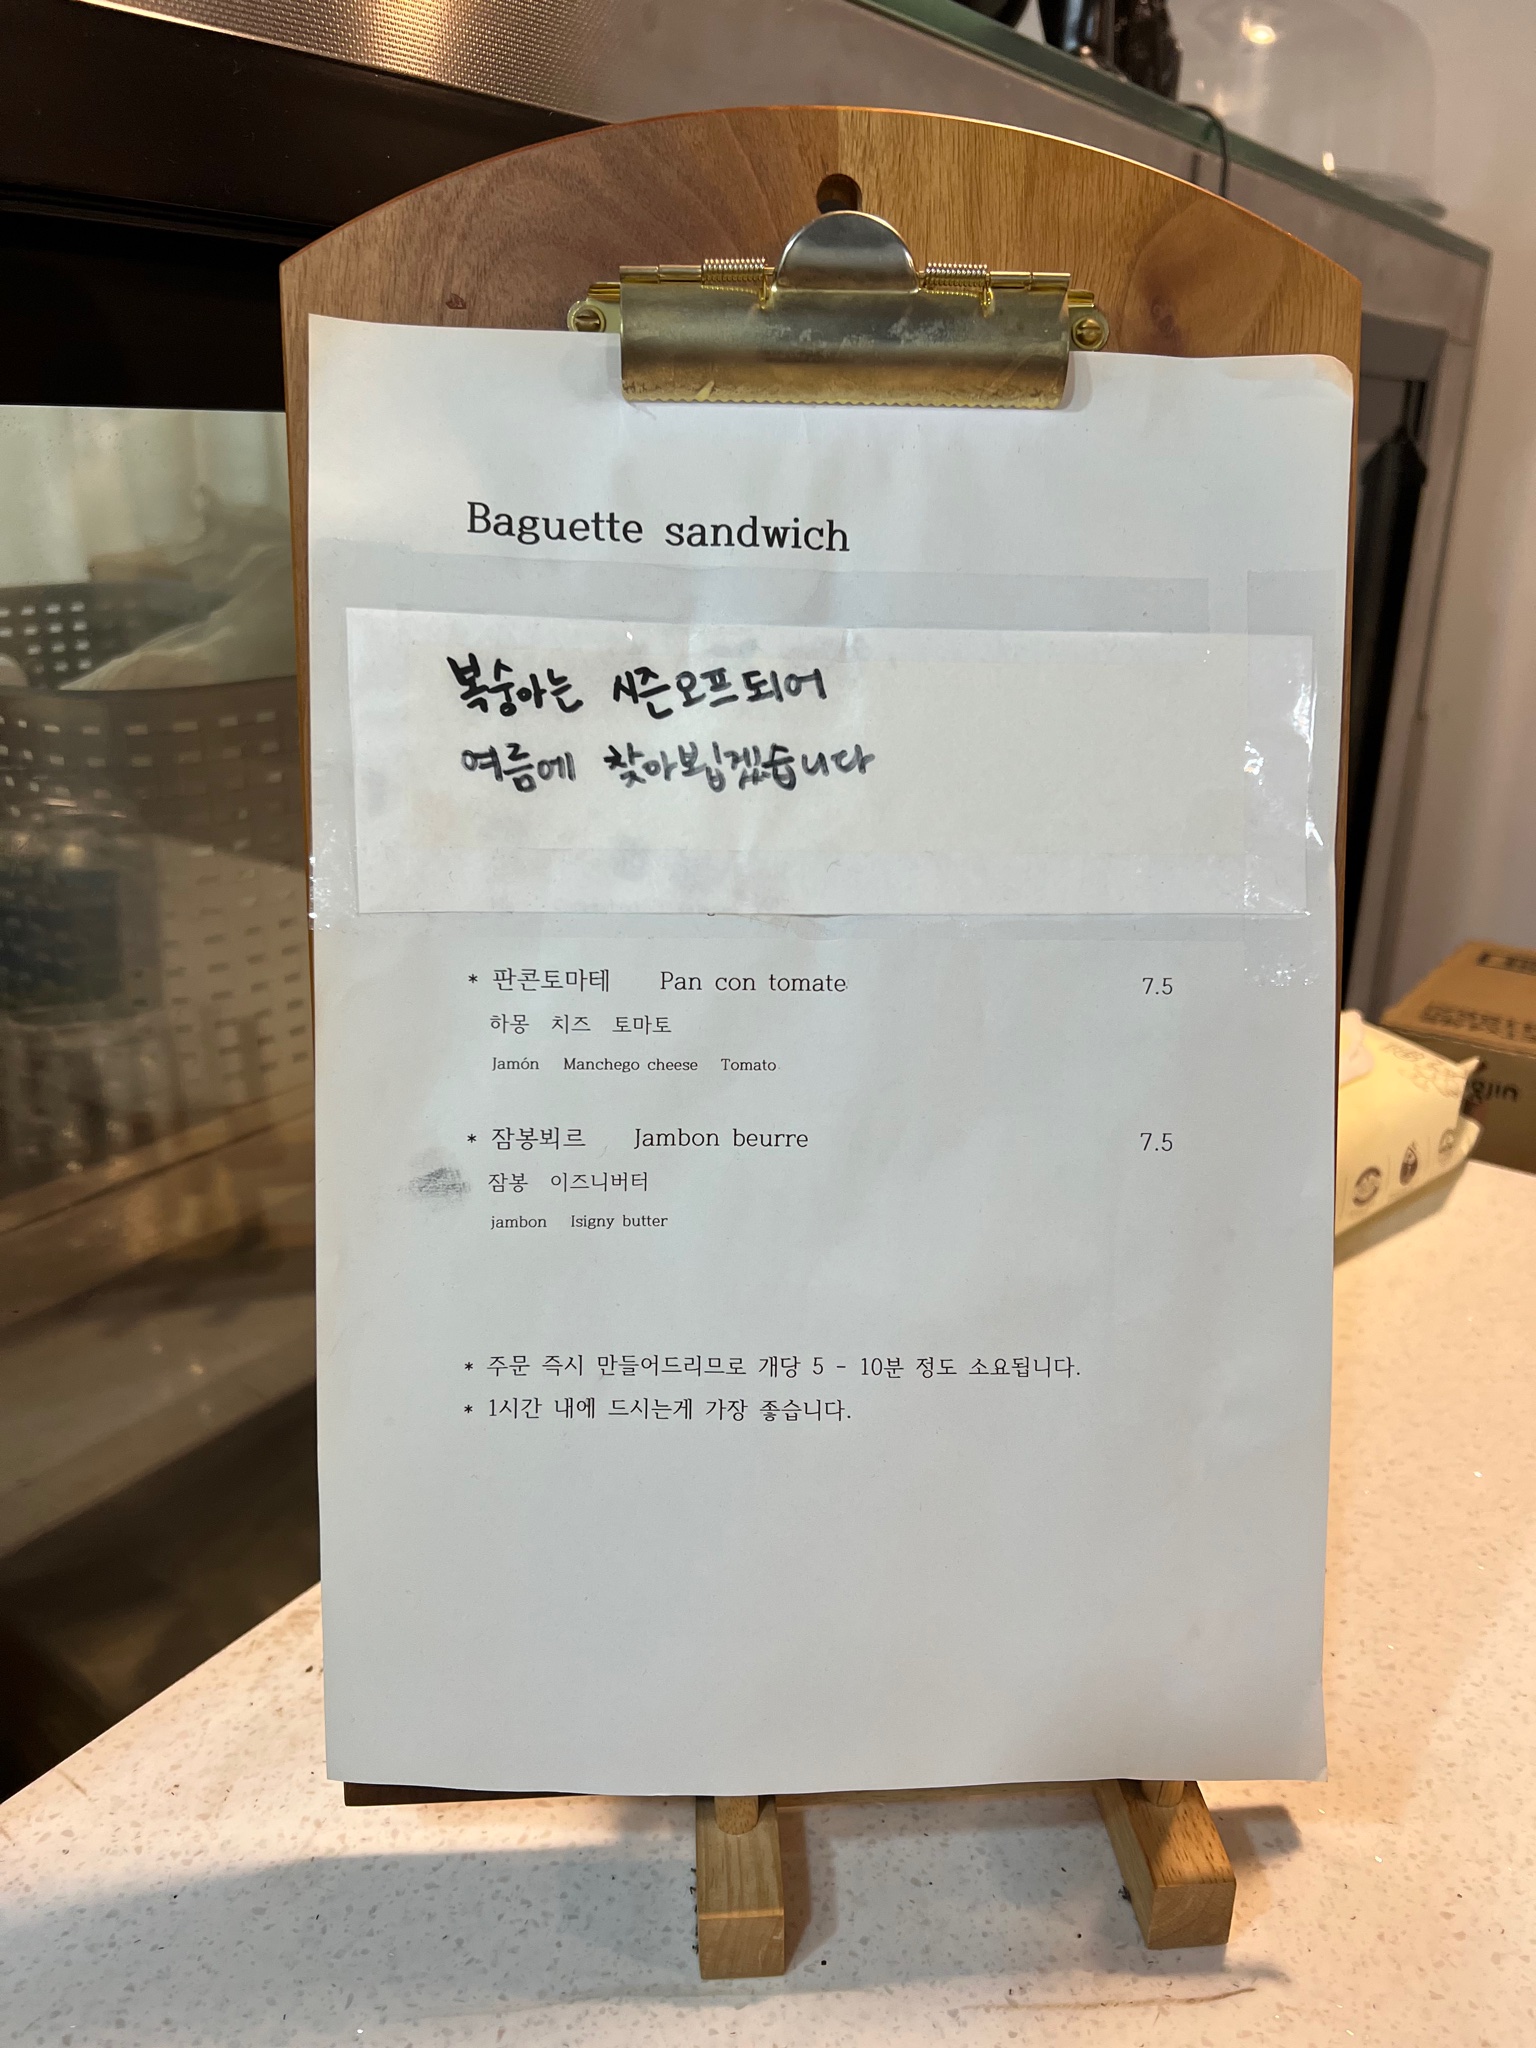 Baguette sandwich
복숭아는 시즌오프되어
여름에 찾아뵙겠습니다
* 판콘토마테 Pan con tomate 7.5
하몽 치즈 토마토
Jamón Manchego cheese Tomato
* 잠봉뵈르 Jambon beurre 7.5
잠봉 이즈니버터
jambon Isigny butter
* 주문 즉시 만들어드리므로 개당 5 - 10분 정도 소요됩니다.
* 1시간 내에 드시는게 가장 좋습니다.